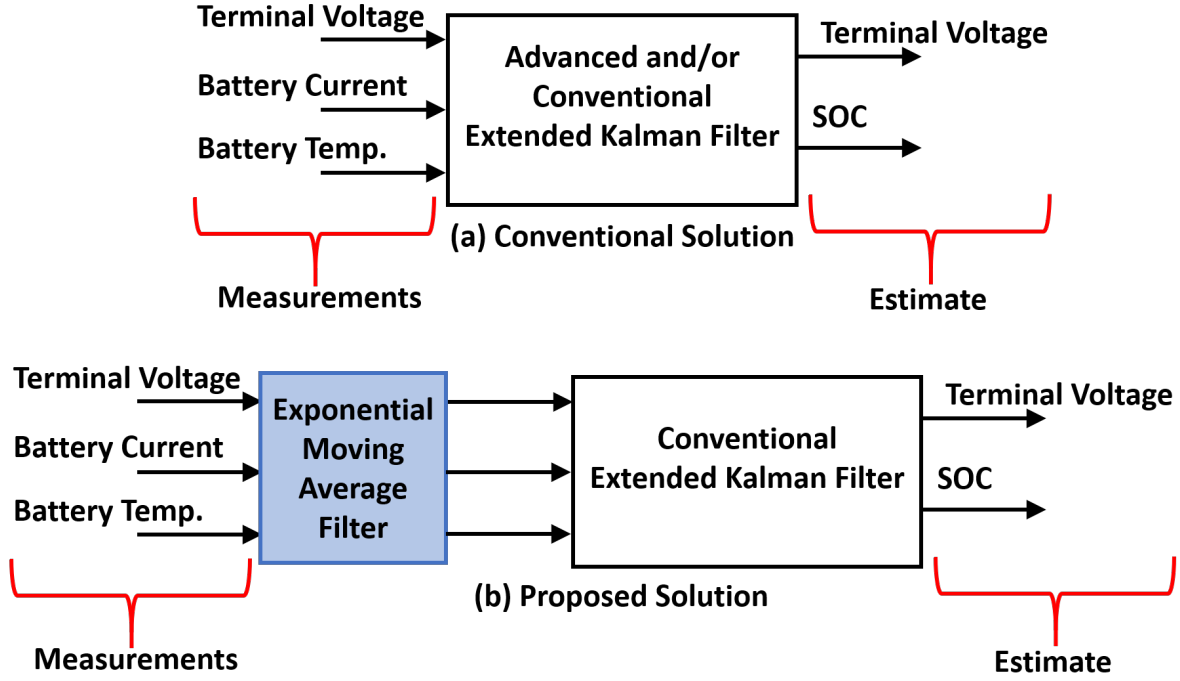 Terminal Voltage
Battery Current
Battery Temp.
Advanced and/or
Conventional
Extended Kalman Filter
Terminal Voltage
SOC
(a) Conventional Solution
Measurements
Estimate
Terminal Voltage
Battery Current
Battery Temp.
Exponential
Moving
Average
Filter
Conventional
Extended Kalman Filter
Terminal Voltage
SOC
(b) Proposed Solution
Measurements
Estimate